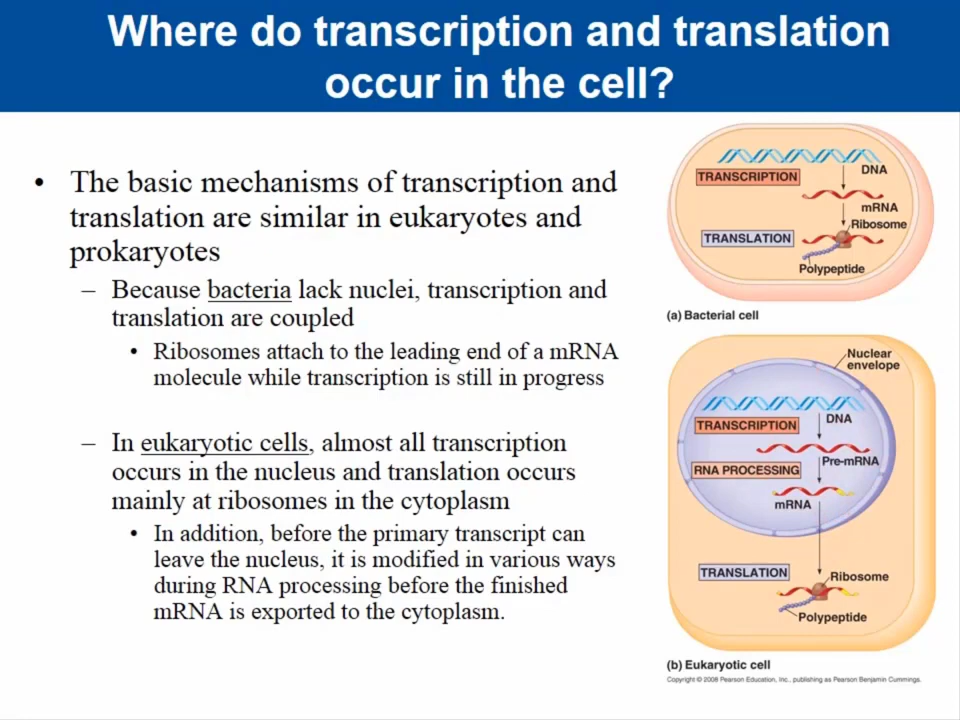 Where do transcription and translation
occur in the cell?
• The basic mechanisms of transcription and
translation are similar in eukaryotes and
prokaryotes
– Because bacteria lack nuclei, transcription and
translation are coupled
• Ribosomes attach to the leading end of a mRNA
molecule while transcription is still in progress
– In eukaryotic cells, almost all transcription
occurs in the nucleus and translation occurs
mainly at ribosomes in the cytoplasm
• In addition, before the primary transcript can
leave the nucleus, it is modified in various ways
during RNA processing before the finished
mRNA is exported to the cytoplasm.
TRANSCRIPTION
DNA
mRNA
Ribosome
TRANSLATION
Polypeptide
(a) Bacterial cell
Nuclear
envelope
TRANSCRIPTION
DNA
Pre-mRNA
RNA PROCESSING
mRNA
TRANSLATION
Ribosome
Polypeptide
(b) Eukaryotic cell
Copyright © 2008 Pearson Education, Inc., publishing as Pearson Benjamin Cummings.